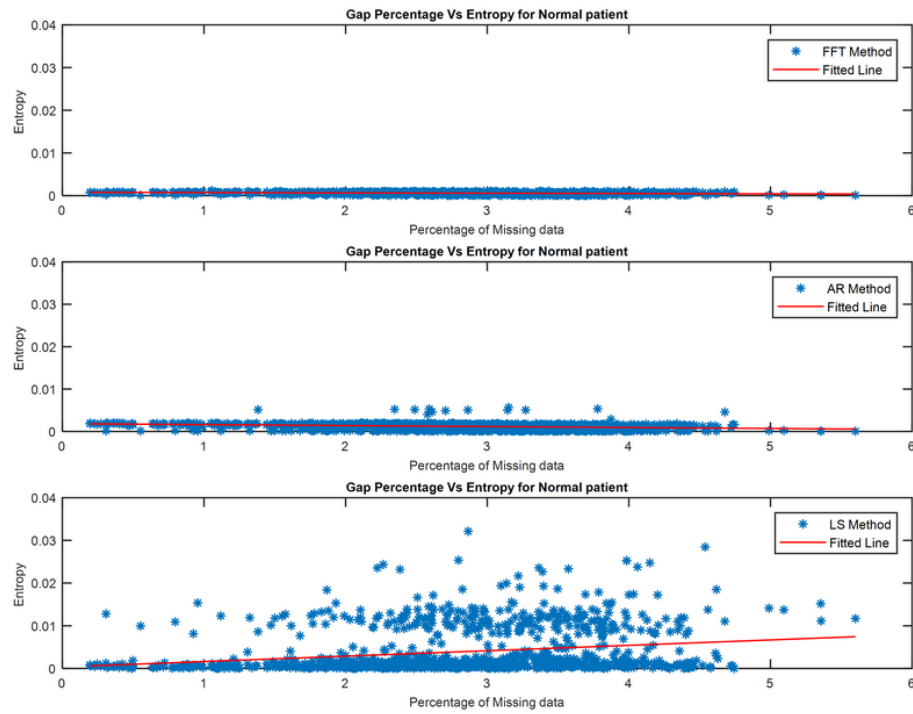 Gap Percentage Vs Entropy for Normal patient
0.04
0.03
0.02
0.01
0
Entropy
FFT Method
Fitted Line
0 1 2 3 4 5 6
Percentage of Missing data
Gap Percentage Vs Entropy for Normal patient
0.04
0.03
0.02
0.01
0
Entropy
AR Method
Fitted Line
0 1 2 3 4 5 6
Percentage of Missing data
Gap Percentage Vs Entropy for Normal patient
0.04
0.03
0.02
0.01
0
Entropy
LS Method
Fitted Line
0 1 2 3 4 5 6
Percentage of Missing data